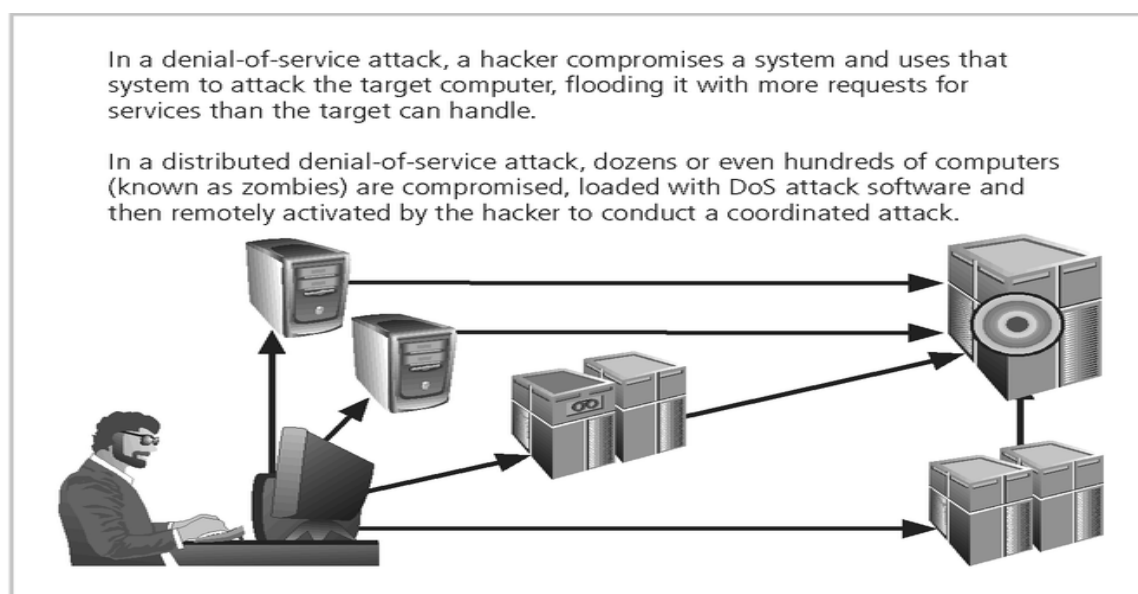 In a denial-of-service attack, a hacker compromises a system and uses that
system to attack the target computer, flooding it with more requests for
services than the target can handle.
In a distributed denial-of-service attack, dozens or even hundreds of computers
(known as zombies) are compromised, loaded with DoS attack software and
then remotely activated by the hacker to conduct a coordinated attack.